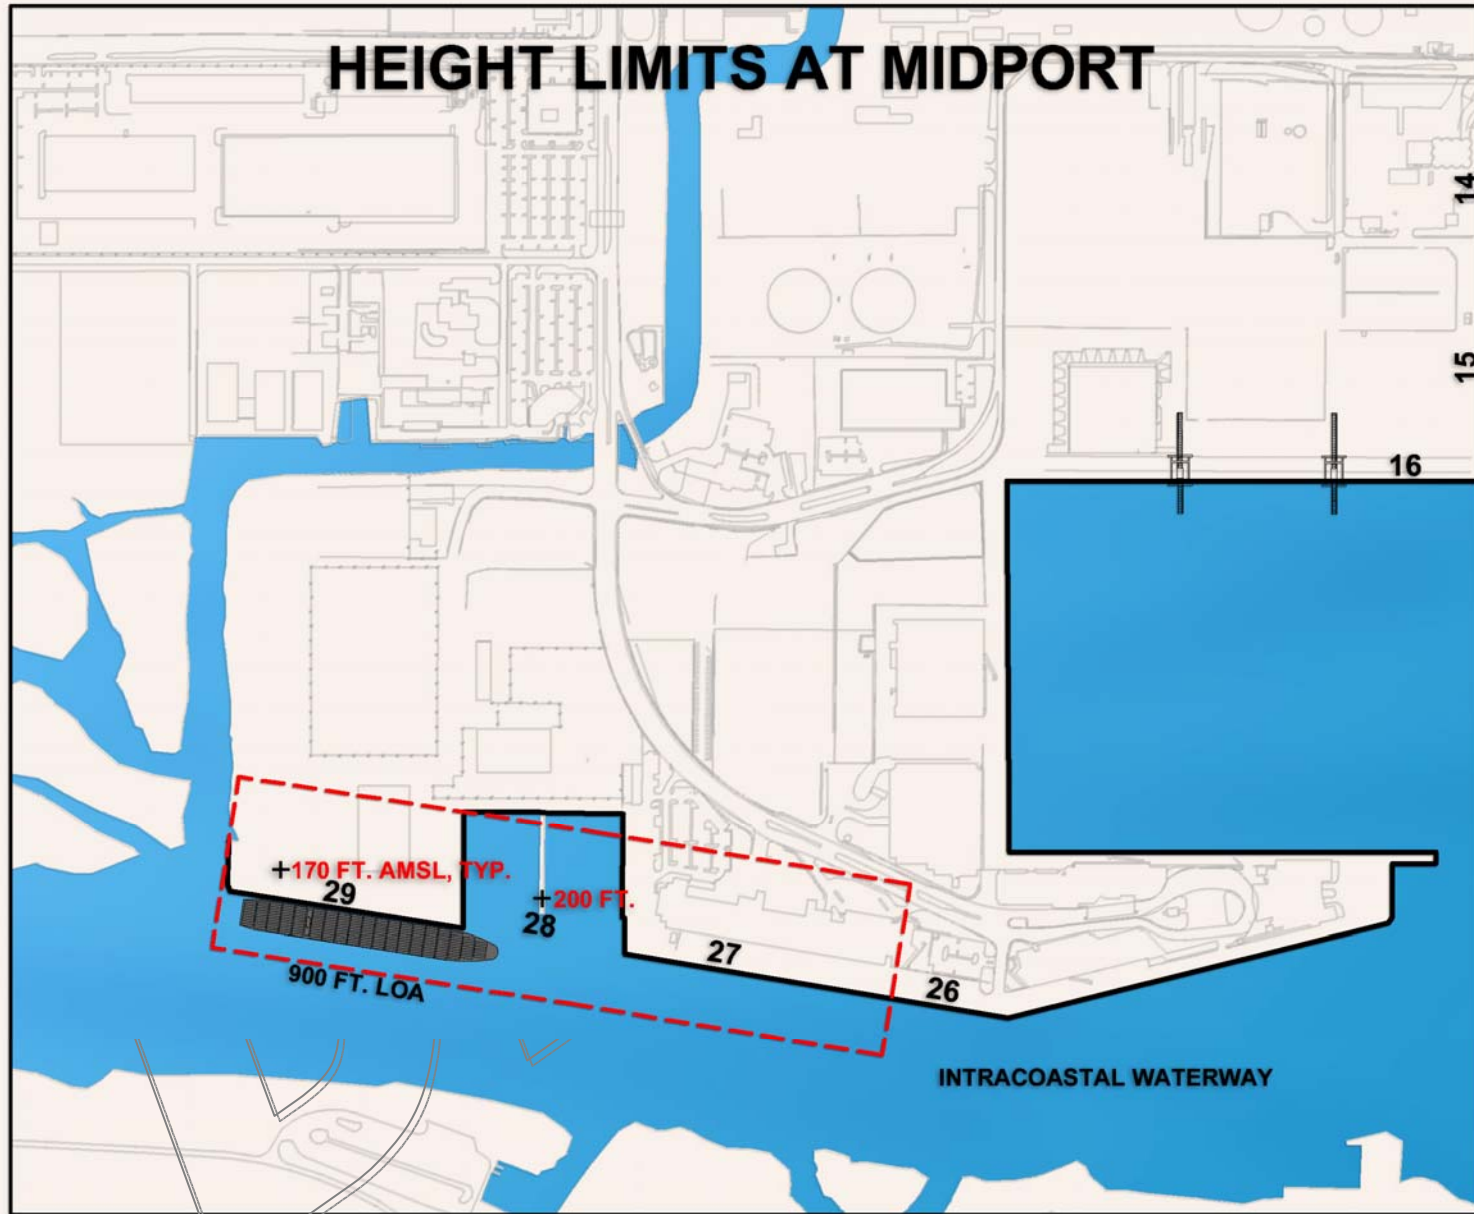 HEIGHT LIMITS AT MIDPORT
14
15
16
170 FT. AMSL, TYP.
29
200 FT.
28
27
26
900 FT. LOA
INTRACOASTAL WATERWAY